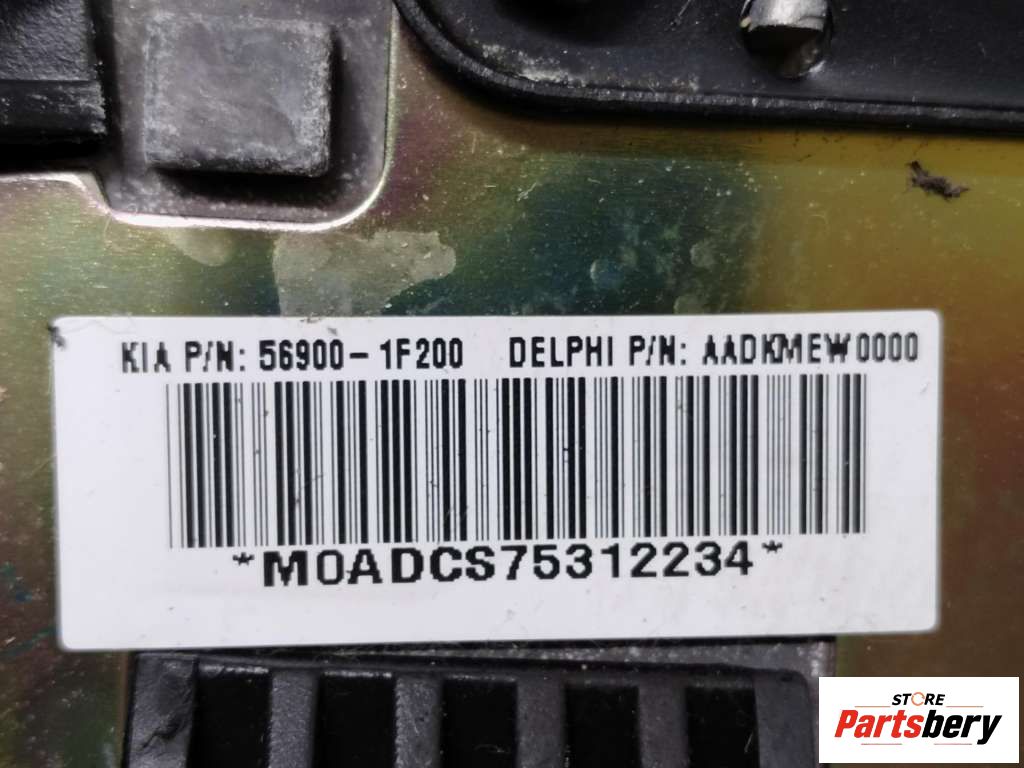 KIA P/N: 56900-1F200 DELPHI P/N: AADKMEW0000
*M0ADCS75312234*
STORE
Partsbery